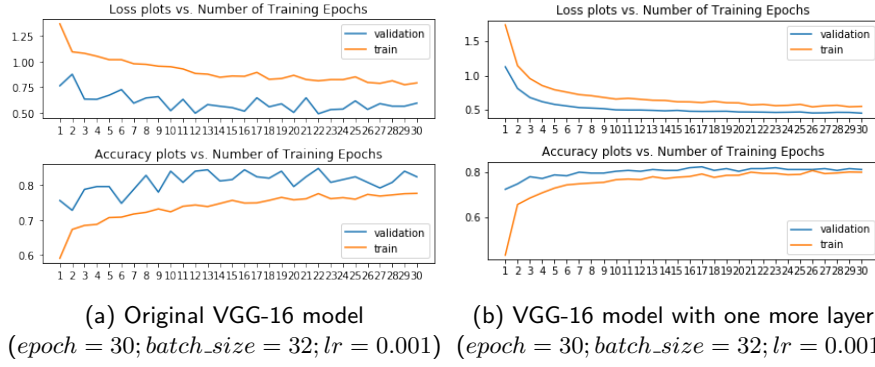 Loss plots vs. Number of Training Epochs
1.25
1.00
0.75
0.50
validation
train
1 2 3 4 5 6 7 8 9 10 11 12 13 14 15 16 17 18 19 20 21 22 23 24 25 26 27 28 29 30
Accuracy plots vs. Number of Training Epochs
0.8
0.7
0.6
validation
train
1 2 3 4 5 6 7 8 9 10 11 12 13 14 15 16 17 18 19 20 21 22 23 24 25 26 27 28 29 30
(a) Original VGG-16 model
(epoch = 30; batch_size = 32; lr = 0.001)
Loss plots vs. Number of Training Epochs
1.5
1.0
0.5
validation
train
1 2 3 4 5 6 7 8 9 10 11 12 13 14 15 16 17 18 19 20 21 22 23 24 25 26 27 28 29 30
Accuracy plots vs. Number of Training Epochs
0.8
0.6
validation
train
1 2 3 4 5 6 7 8 9 10 11 12 13 14 15 16 17 18 19 20 21 22 23 24 25 26 27 28 29 30
(b) VGG-16 model with one more layer
(epoch = 30; batch_size = 32; lr = 0.001